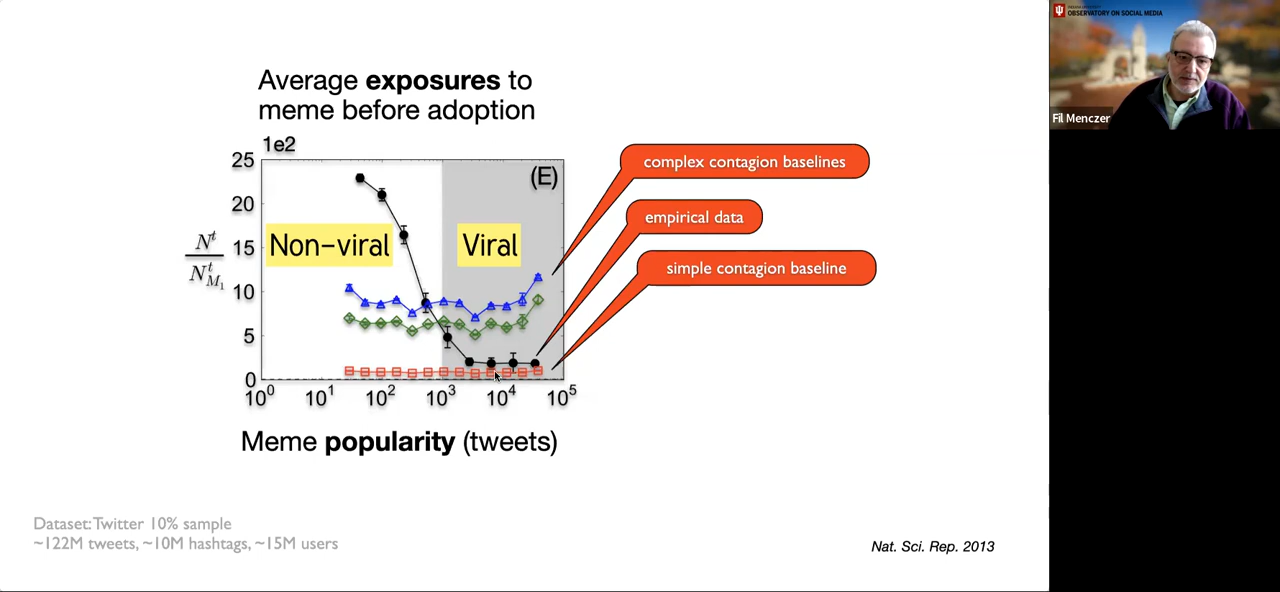 Average exposures to
meme before adoption
1e2
25
20
15
10
5
0
N^t
N^t_{M_1}
(E)
Non-viral
Viral
10^0
10^1
10^2
10^3
10^4
10^5
Meme popularity (tweets)
complex contagion baselines
empirical data
simple contagion baseline
Dataset: Twitter 10% sample
~122M tweets, ~10M hashtags, ~15M users
Nat. Sci. Rep. 2013
OBSERVATORY ON SOCIAL MEDIA
Fil Menczer